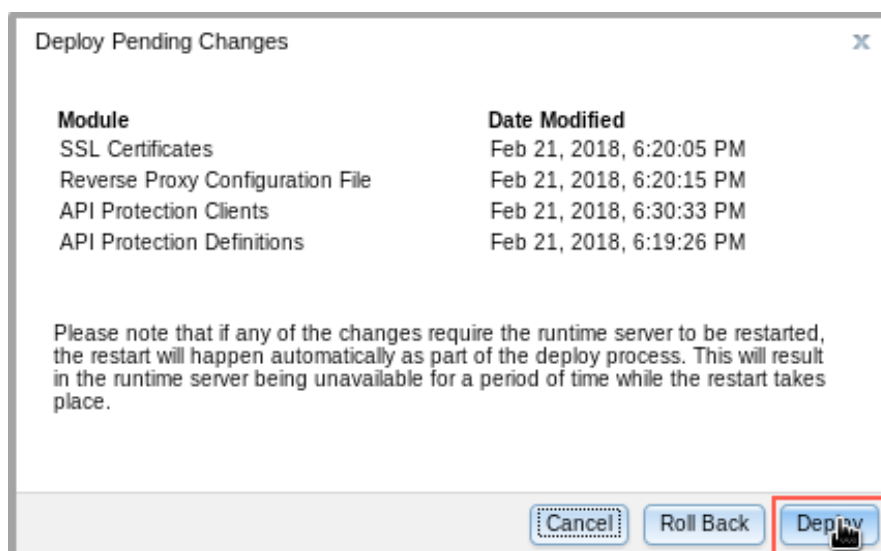 Deploy Pending Changes
Module Date Modified
SSL Certificates Feb 21, 2018, 6:20:05 PM
Reverse Proxy Configuration File Feb 21, 2018, 6:20:15 PM
API Protection Clients Feb 21, 2018, 6:30:33 PM
API Protection Definitions Feb 21, 2018, 6:19:26 PM
Please note that if any of the changes require the runtime server to be restarted,
the restart will happen automatically as part of the deploy process. This will result
in the runtime server being unavailable for a period of time while the restart takes
place.
Cancel Roll Back Deploy